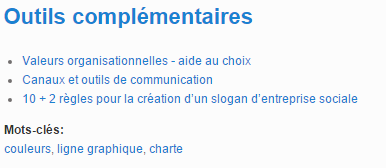 Outils complémentaires
Valeurs organisationnelles - aide au choix
Canaux et outils de communication
10 + 2 règles pour la création d'un slogan d'entreprise sociale
Mots-clés:
couleurs, ligne graphique, charte